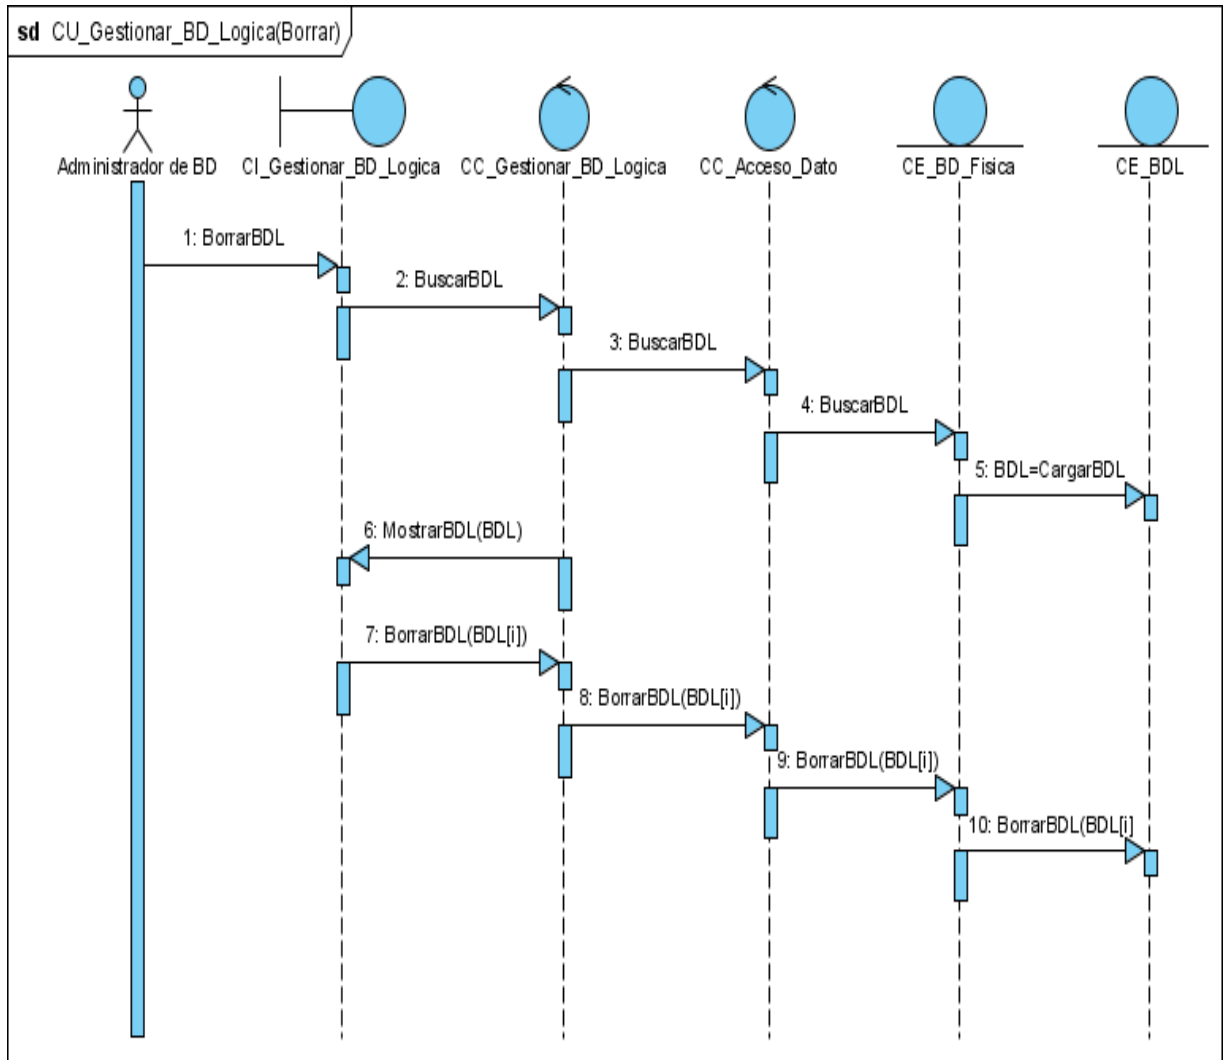 sd CU_Gestionar_BD_Logica(Borrar)
Administrador de BD
CI_Gestionar_BD_Logica
CC_Gestionar_BD_Logica
CC_Acceso_Dato
CE_BD_Fisica
CE_BDL
1: BorrarBDL
2: BuscarBDL
3: BuscarBDL
4: BuscarBDL
5: BDL=CargarBDL
6: MostrarBDL(BDL)
7: BorrarBDL(BDL[i])
8: BorrarBDL(BDL[i])
9: BorrarBDL(BDL[i])
10: BorrarBDL(BDL[i]